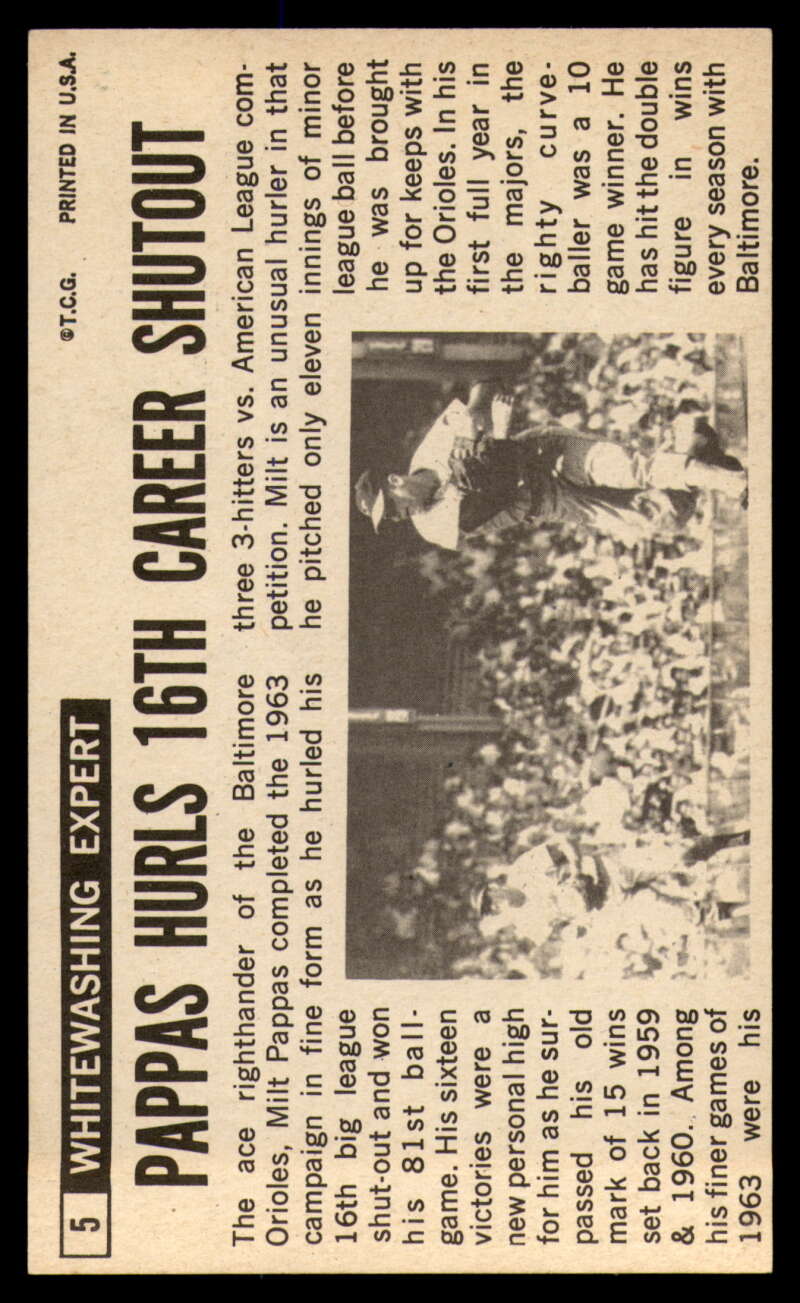 5 WHITEWASHING EXPERT ©T.C.G. PRINTED IN U.S.A.
PAPPAS HURLS 16TH CAREER SHUTOUT
The ace righthander of the Baltimore
Orioles, Milt Pappas completed the 1963
campaign in fine form as he hurled his
16th big league
shut-out and won
his 81st ball-
game. His sixteen
victories were a
new personal high
for him as he sur-
passed his old
mark of 15 wins
set back in 1959
& 1960. Among
his finer games of
1963 were his
three 3-hitters vs. American League com-
petition. Milt is an unusual hurler in that
he pitched only eleven innings of minor
league ball before
he was brought
up for keeps with
the Orioles. In his
first full year in
the majors, the
righty curve-
baller was a 10
game winner. He
has hit the double
figure in wins
every season with
Baltimore.